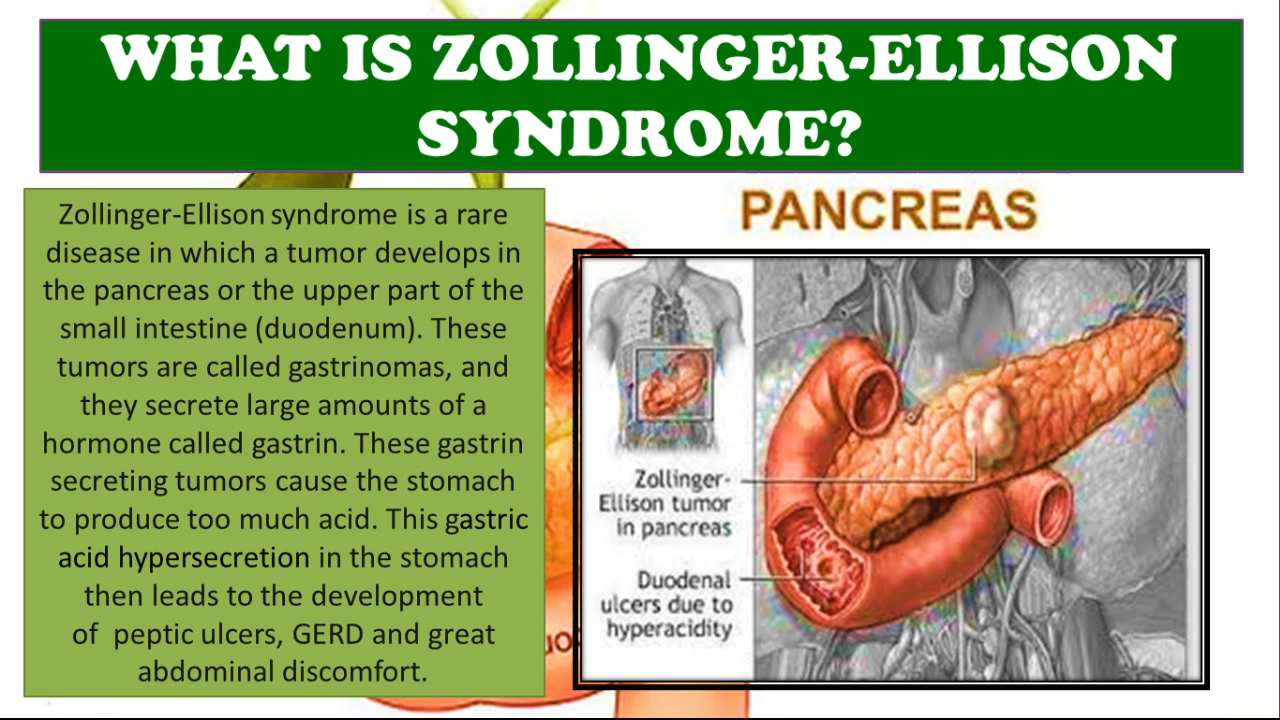 WHAT IS ZOLLINGER-ELLISON
SYNDROME?
Zollinger-Ellison syndrome is a rare
disease in which a tumor develops in
the pancreas or the upper part of the
small intestine (duodenum). These
tumors are called gastrinomas, and
they secrete large amounts of a
hormone called gastrin. These gastrin
secreting tumors cause the stomach
to produce too much acid. This gastric
acid hypersecretion in the stomach
then leads to the development
of  peptic ulcers, GERD and great
abdominal discomfort.
PANCREAS
Zollinger-
Ellison tumor
in pancreas
Duodenal
ulcers due to
hyperacidity